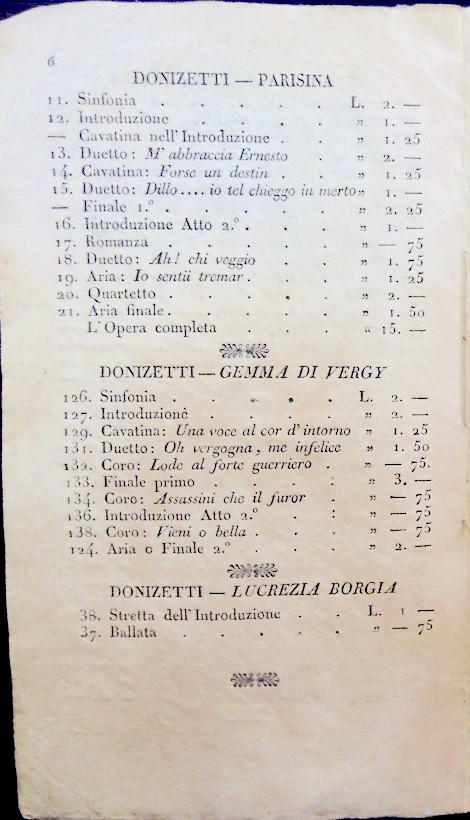 6
DONIZETTI — PARISINA
11. Sinfonia . . . . . L. 2. —
12. Introduzione . . . . „ 1. —
— Cavatina nell'Introduzione . . „ 1. 25
13. Duetto: M'abbraccia Ernesto . „ 2. —
14. Cavatina: Forse un destin . . „ 1. 25
15. Duetto: Dillo.... io tel chieggo in merto „ 1. —
— Finale 1.° . . . . . „ 2. 25
16. Introduzione Atto 2.° . . . „ 1. —
17. Romanza . . . . . „ — 75
18. Duetto: Ah! chi veggio . . „ 1. 75
19. Aria: Io sentii tremar . . . „ 1. 25
20. Quartetto . . . . . „ 2. —
21. Aria finale . . . . . „ 1. 50
L'Opera completa . . . “ 15. —
DONIZETTI — GEMMA DI VERGY
126. Sinfonia . . . . . L. 2. —
127. Introduzione . . . . „ 2. —
129. Cavatina: Una voce al cor d'intorno „ 1. 25
131. Duetto: Oh vergogna, me infelice „ 1. 50
132. Coro: Lode al forte guerriero . „ — 75.
133. Finale primo . . . . „ 3. —
134. Coro: Assassini che il furor . „ — 75
136. Introduzione Atto 2.° . . „ — 75
138. Coro: Vieni o bella . . . „ — 75
124. Aria o Finale 2.° . . . „ 2. —
DONIZETTI — LUCREZIA BORGIA
38. Stretta dell'Introduzione . . L. 1 —
37. Ballata . . . . . „ — 75